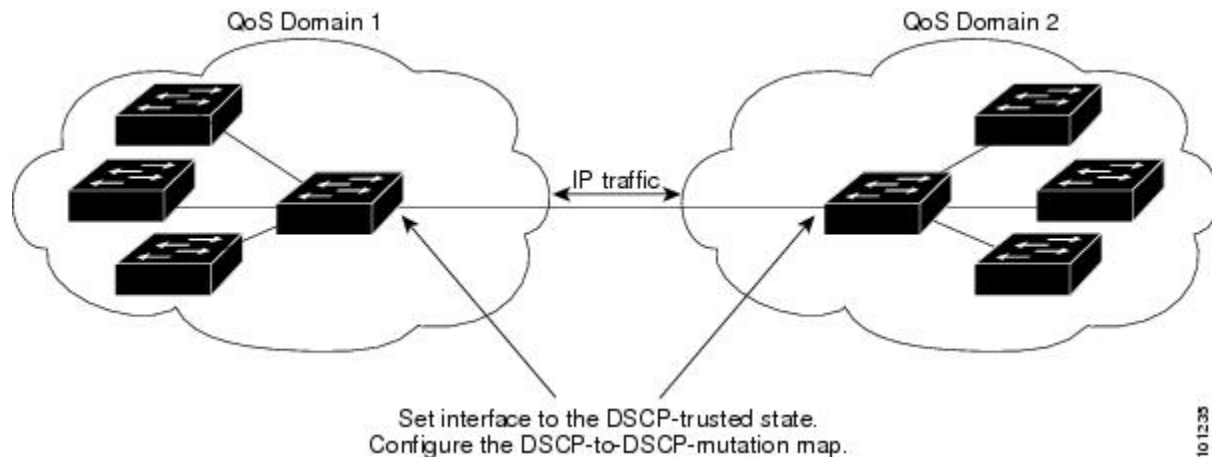 QoS Domain 1
QoS Domain 2
IP traffic
Set interface to the DSCP-trusted state.
Configure the DSCP-to-DSCP-mutation map.
101235